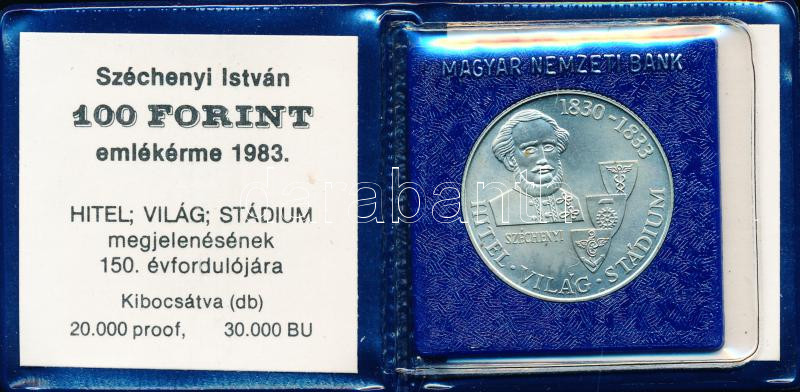 Széchenyi István
100 FORINT
emlékérme 1983.
HITEL; VILÁG; STÁDIUM
megjelenésének
150. évfordulójára
Kibocsátva (db)
20.000 proof, 30.000 BU
MAGYAR NEMZETI BANK
1830-1833
SZÉCHENYI
HITEL · VILÁG · STÁDIUM
darabanth